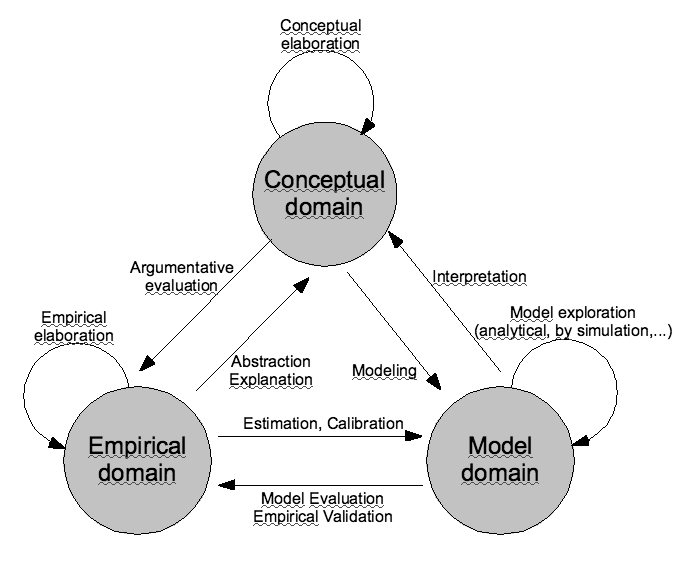 Conceptual
elaboration
Conceptual
domain
Argumentative
evaluation
Interpretation
Empirical
elaboration
Model exploration
(analytical, by simulation,...)
Abstraction
Explanation
Modeling
Estimation, Calibration
Empirical
domain
Model
domain
Model Evaluation
Empirical Validation